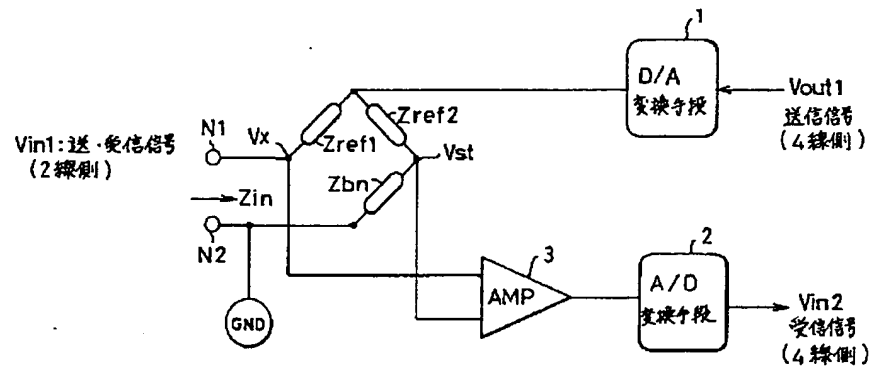 1
D/A
変換手段
Vout1
送信信号
(4線側)
Vin1:送・受信信号
(2線側)
N1
Vx
Zref1
Zref2
Vst
Zbn
Zin
N2
GND
3
AMP
2
A/D
変換手段
Vin2
受信信号
(4線側)